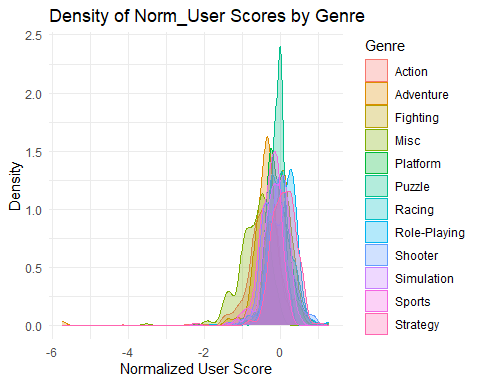 Density of Norm_User Scores by Genre
2.5
2.0
1.5
1.0
0.5
0.0
Density
-6
-4
-2
0
Normalized User Score
Genre
Action
Adventure
Fighting
Misc
Platform
Puzzle
Racing
Role-Playing
Shooter
Simulation
Sports
Strategy